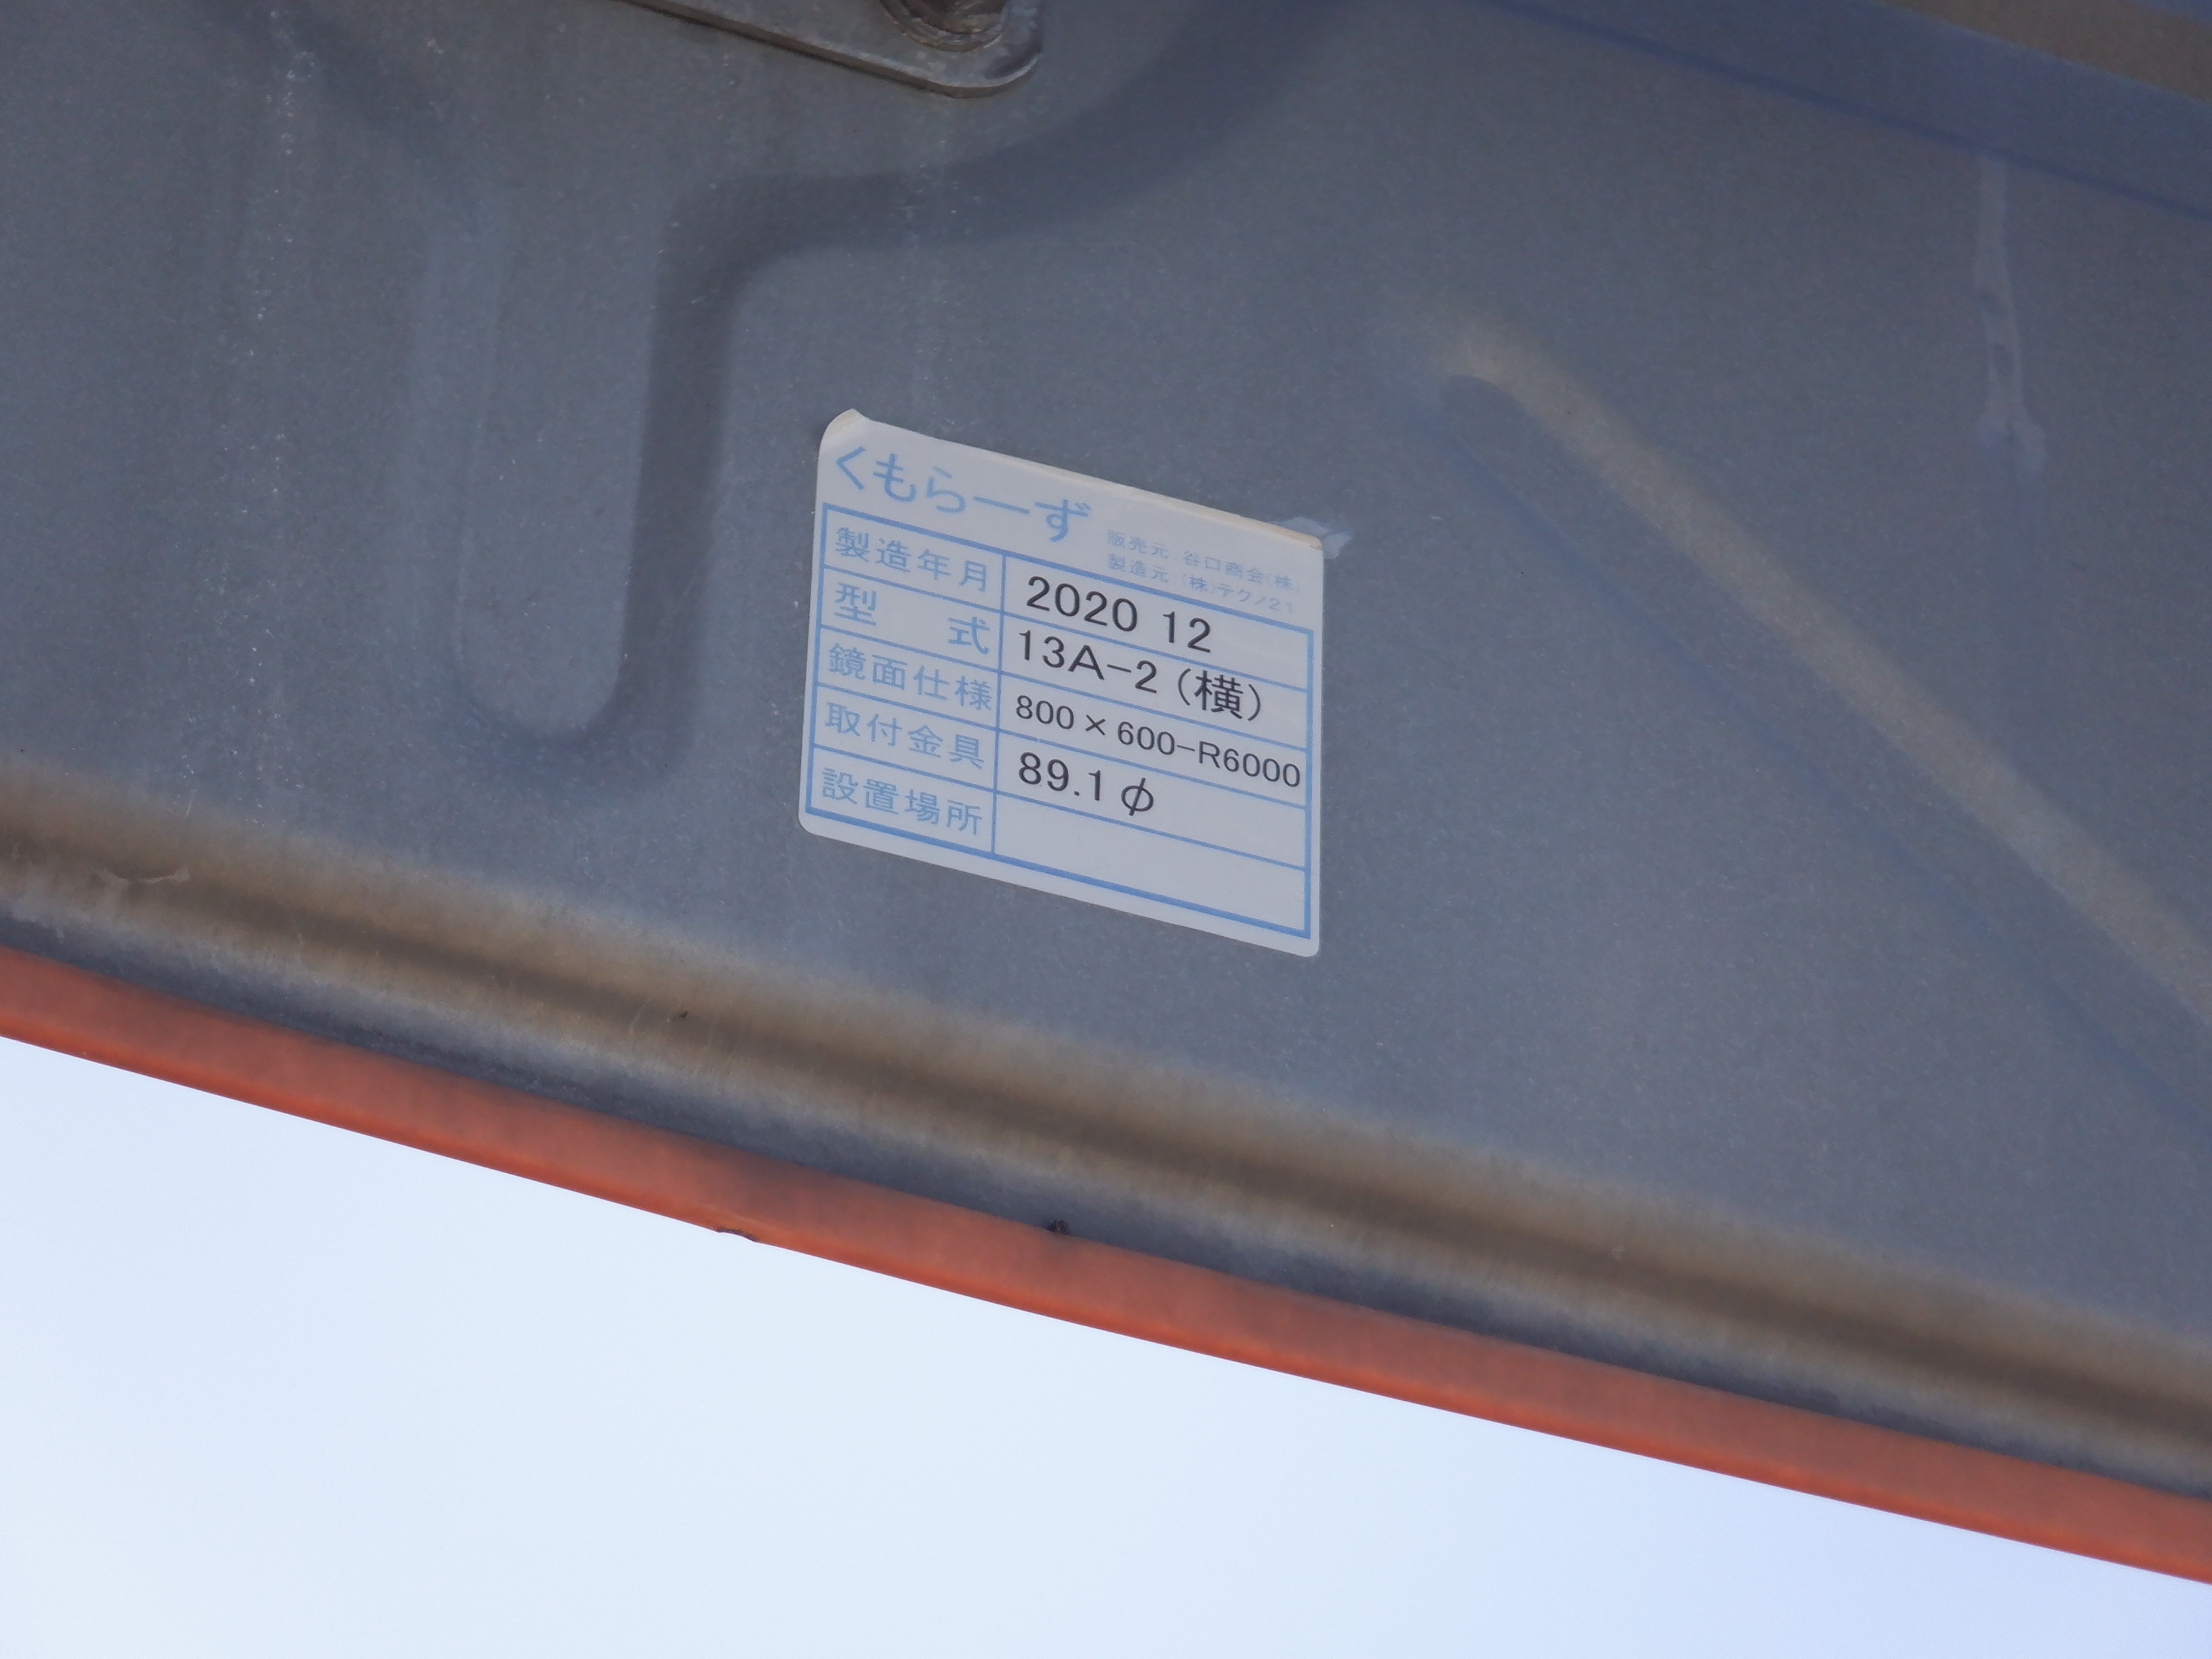 くもらーず
販売元 谷口商会(株)
製造元 (株)テクノ21
製造年月 2020 12
型 式 13A-2 (横)
鏡面仕様 800×600-R6000
取付金具 89.1φ
設置場所